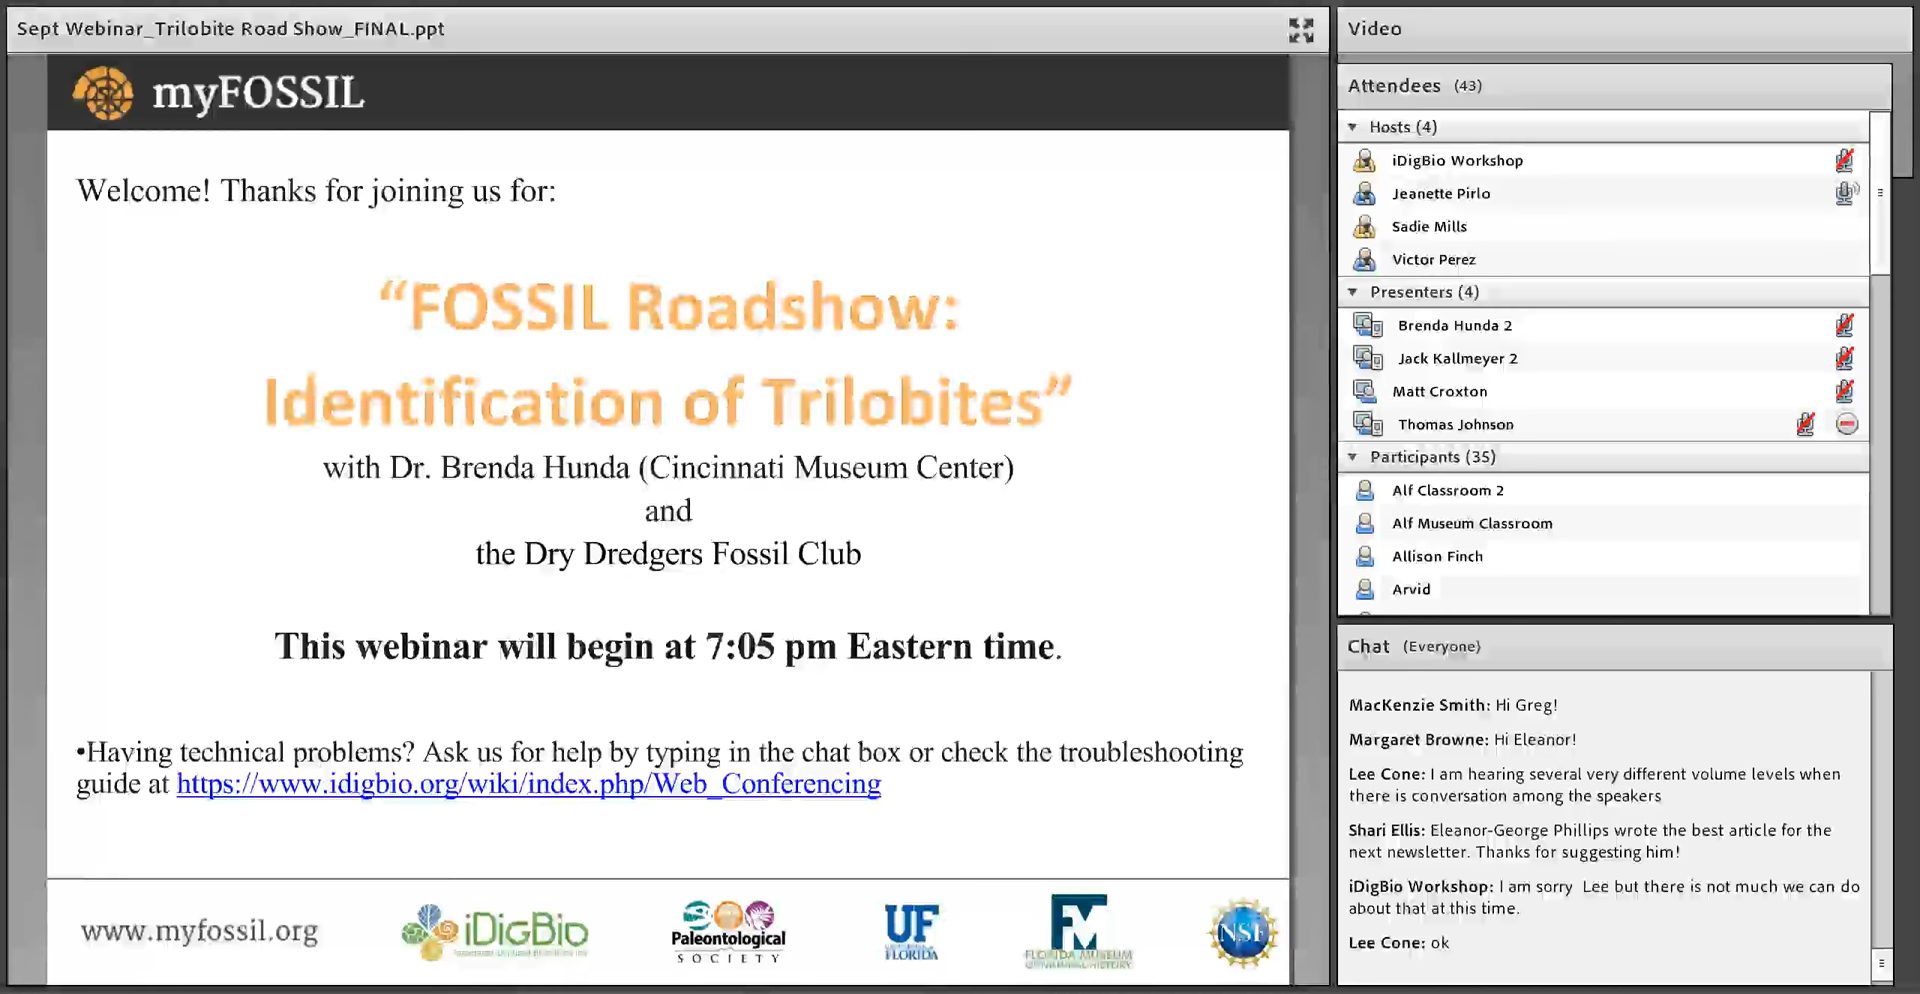 Sept Webinar_Trilobite Road Show_FINAL.ppt
myFOSSIL
Welcome! Thanks for joining us for:
“FOSSIL Roadshow:
Identification of Trilobites”
with Dr. Brenda Hunda (Cincinnati Museum Center)
and
the Dry Dredgers Fossil Club
This webinar will begin at 7:05 pm Eastern time.
•Having technical problems? Ask us for help by typing in the chat box or check the troubleshooting
guide at https://www.idigbio.org/wiki/index.php/Web_Conferencing
www.myfossil.org
iDigBio
Paleontological
SOCIETY
UF
FLORIDA
FM
FLORIDA MUSEUM
NSF
Video
Attendees (43)
Hosts (4)
iDigBio Workshop
Jeanette Pirlo
Sadie Mills
Victor Perez
Presenters (4)
Brenda Hunda 2
Jack Kallmeyer 2
Matt Croxton
Thomas Johnson
Participants (35)
Alf Classroom 2
Alf Museum Classroom
Allison Finch
Arvid
Chat (Everyone)
MacKenzie Smith: Hi Greg!
Margaret Browne: Hi Eleanor!
Lee Cone: I am hearing several very different volume levels when
there is conversation among the speakers
Shari Ellis: Eleanor-George Phillips wrote the best article for the
next newsletter. Thanks for suggesting him!
iDigBio Workshop: I am sorry Lee but there is not much we can do
about that at this time.
Lee Cone: ok